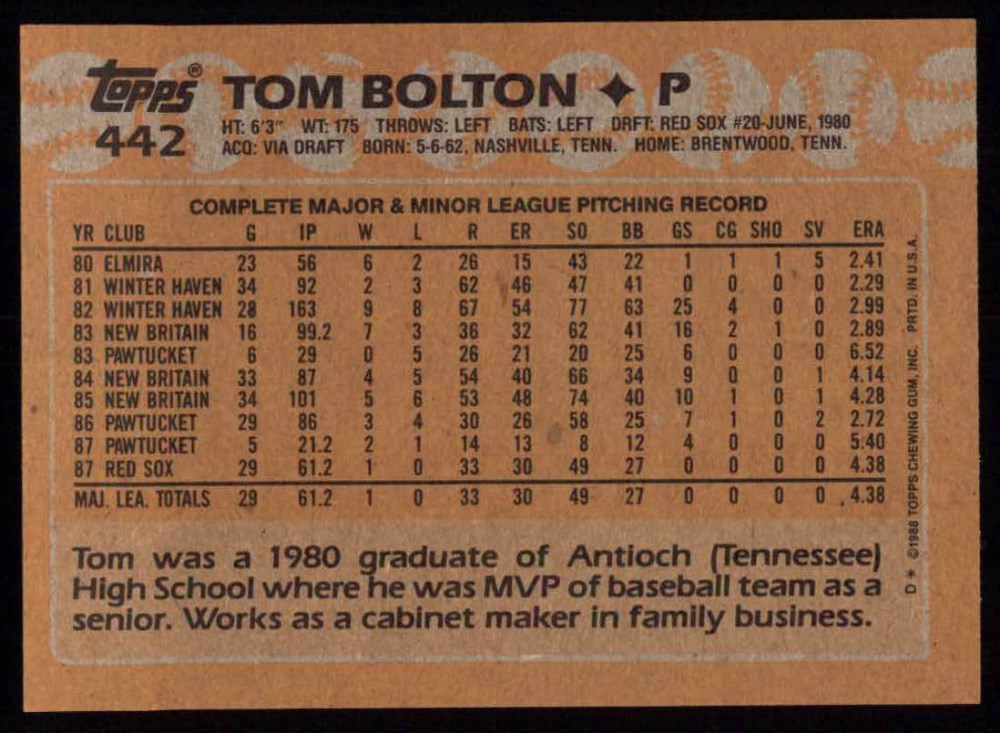 topps® TOM BOLTON ✦ P
442 HT: 6'3" WT: 175 THROWS: LEFT BATS: LEFT DRFT: RED SOX #20-JUNE, 1980
ACQ: VIA DRAFT BORN: 5-6-62, NASHVILLE, TENN. HOME: BRENTWOOD, TENN.
COMPLETE MAJOR & MINOR LEAGUE PITCHING RECORD
YR CLUB G IP W L R ER SO BB GS CG SHO SV ERA
80 ELMIRA 23 56 6 2 26 15 43 22 1 1 1 5 2.41
81 WINTER HAVEN 34 92 2 3 62 46 47 41 0 0 0 0 2.29
82 WINTER HAVEN 28 163 9 8 67 54 77 63 25 4 0 0 2.99
83 NEW BRITAIN 16 99.2 7 3 36 32 62 41 16 2 1 0 2.89
83 PAWTUCKET 6 29 0 5 26 21 20 25 6 0 0 0 6.52
84 NEW BRITAIN 33 87 4 5 54 40 66 34 9 0 0 1 4.14
85 NEW BRITAIN 34 101 5 6 53 48 74 40 10 1 0 1 4.28
86 PAWTUCKET 29 86 3 4 30 26 58 25 7 1 0 2 2.72
87 PAWTUCKET 5 21.2 2 1 14 13 8 12 4 0 0 0 5.40
87 RED SOX 29 61.2 1 0 33 30 49 27 0 0 0 0 4.38
MAJ. LEA. TOTALS 29 61.2 1 0 33 30 49 27 0 0 0 0 4.38
Tom was a 1980 graduate of Antioch (Tennessee)
High School where he was MVP of baseball team as a
senior. Works as a cabinet maker in family business.
D* ©1988 TOPPS CHEWING GUM, INC. PRTD. IN U.S.A.